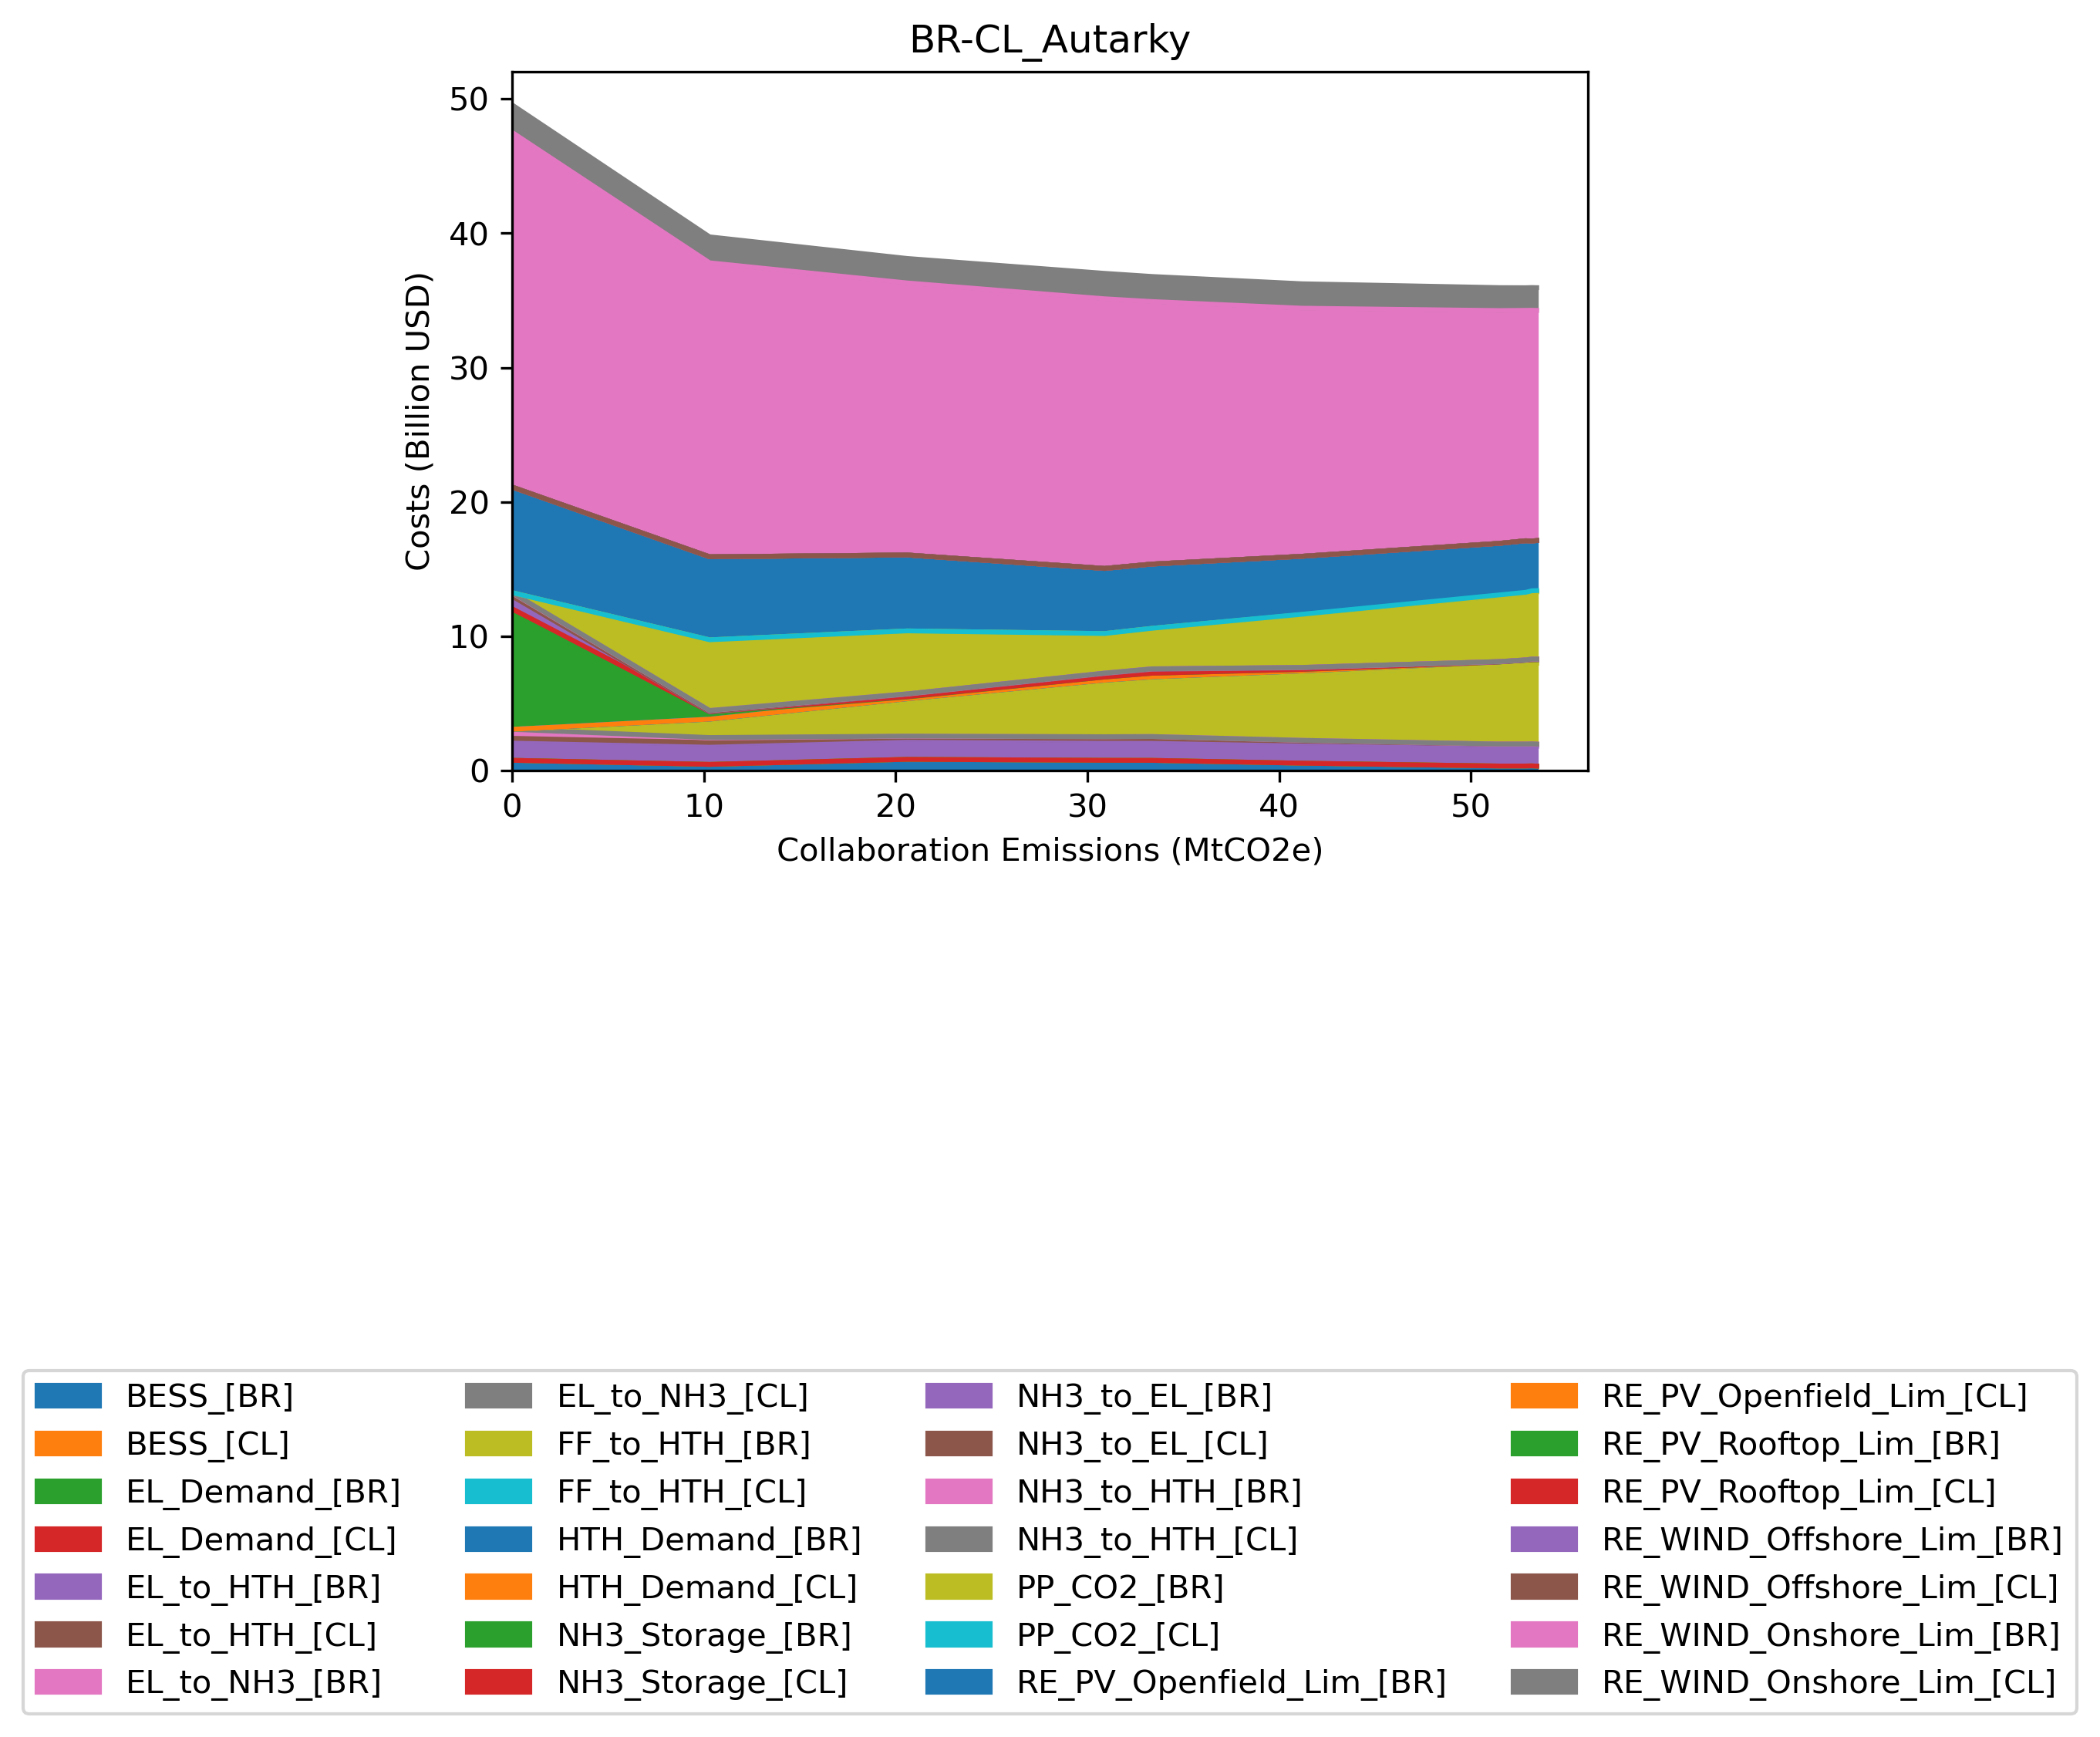 BR-CL_Autarky
50
40
30
20
10
0
Costs (Billion USD)
0 10 20 30 40 50
Collaboration Emissions (MtCO2e)
BESS_[BR]
BESS_[CL]
EL_Demand_[BR]
EL_Demand_[CL]
EL_to_HTH_[BR]
EL_to_HTH_[CL]
EL_to_NH3_[BR]
EL_to_NH3_[CL]
FF_to_HTH_[BR]
FF_to_HTH_[CL]
HTH_Demand_[BR]
HTH_Demand_[CL]
NH3_Storage_[BR]
NH3_Storage_[CL]
NH3_to_EL_[BR]
NH3_to_EL_[CL]
NH3_to_HTH_[BR]
NH3_to_HTH_[CL]
PP_CO2_[BR]
PP_CO2_[CL]
RE_PV_Openfield_Lim_[BR]
RE_PV_Openfield_Lim_[CL]
RE_PV_Rooftop_Lim_[BR]
RE_PV_Rooftop_Lim_[CL]
RE_WIND_Offshore_Lim_[BR]
RE_WIND_Offshore_Lim_[CL]
RE_WIND_Onshore_Lim_[BR]
RE_WIND_Onshore_Lim_[CL]